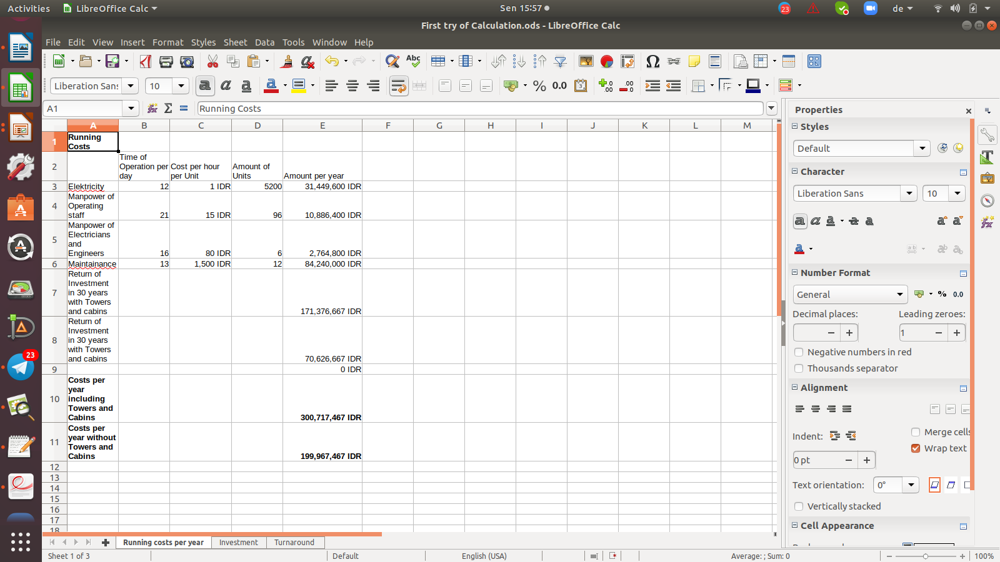 Activities LibreOffice Calc Sen 15:57 23 de
First try of Calculation.ods - LibreOffice Calc
File Edit View Insert Format Styles Sheet Data Tools Window Help
Liberation Sans 10
A1 Running Costs
A B C D E F G H I J K L M
1 Running Costs
2 Time of Operation per day Cost per hour per Unit Amount of Units Amount per year
3 Elektricity 12 1 IDR 5200 31,449,600 IDR
4 Manpower of Operating staff 21 15 IDR 96 10,886,400 IDR
5 Manpower of Electricians and Engineers 16 80 IDR 6 2,764,800 IDR
6 Maintainance 13 1,500 IDR 12 84,240,000 IDR
7 Return of Investment in 30 years with Towers and cabins 171,376,667 IDR
8 Return of Investment in 30 years with Towers and cabins 70,626,667 IDR
9 0 IDR
10 Costs per year including Towers and Cabins 300,717,467 IDR
11 Costs per year without Towers and Cabins 199,967,467 IDR
12
13
14
15
16
17
18
Running costs per year Investment Turnaround
Sheet 1 of 3 Default English (USA) Average: ; Sum: 0 100%
Properties
Styles
Default
Character
Liberation Sans 10
Number Format
General % 0.0
Decimal places: Leading zeroes:
1
Negative numbers in red
Thousands separator
Alignment
Indent: Merge cells
0 pt Wrap text
Text orientation: 0°
Vertically stacked
Cell Appearance
23